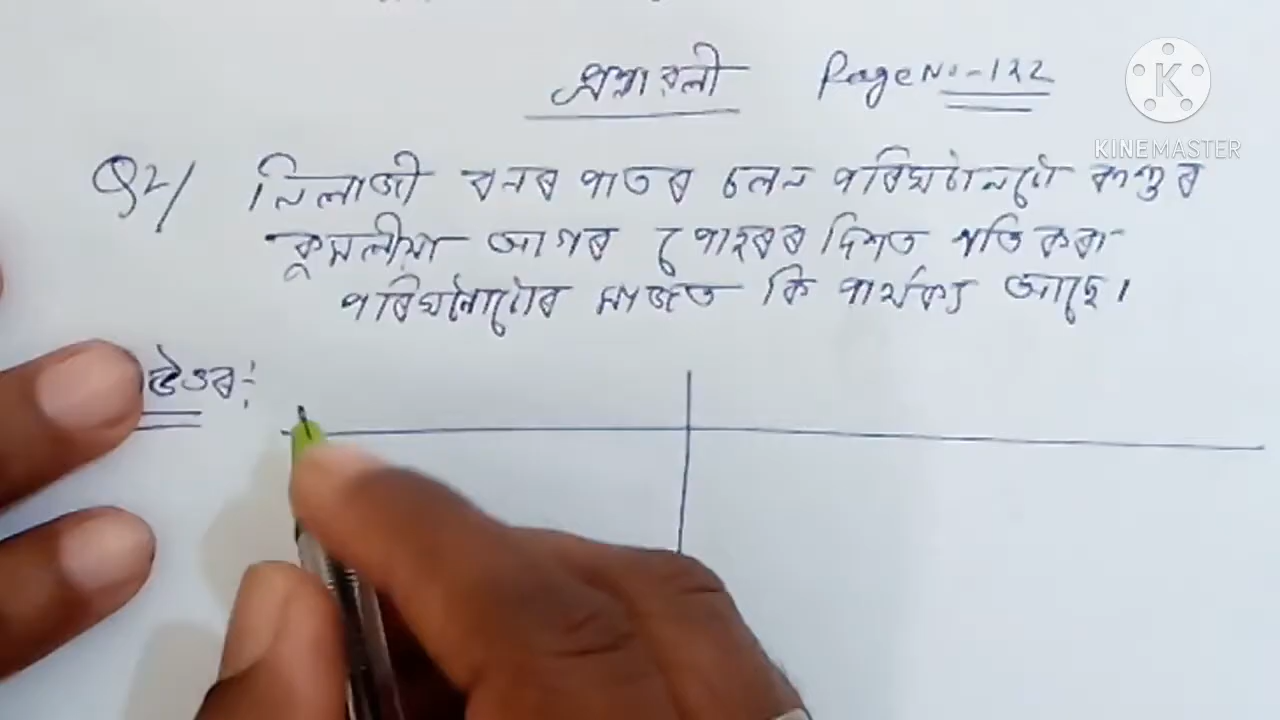 প্ৰশ্নাৱলী Page No-122
KINEMASTER
Q2/ নিলাজী বনৰ পাতৰ চলন পৰিঘটনাটো কাণ্ডৰ
কুমলীয়া আগৰ পোহৰৰ দিশত গতি কৰা
পৰিঘটনাটোৰ মাজত কি পাৰ্থক্য আছে।
উত্তৰ: